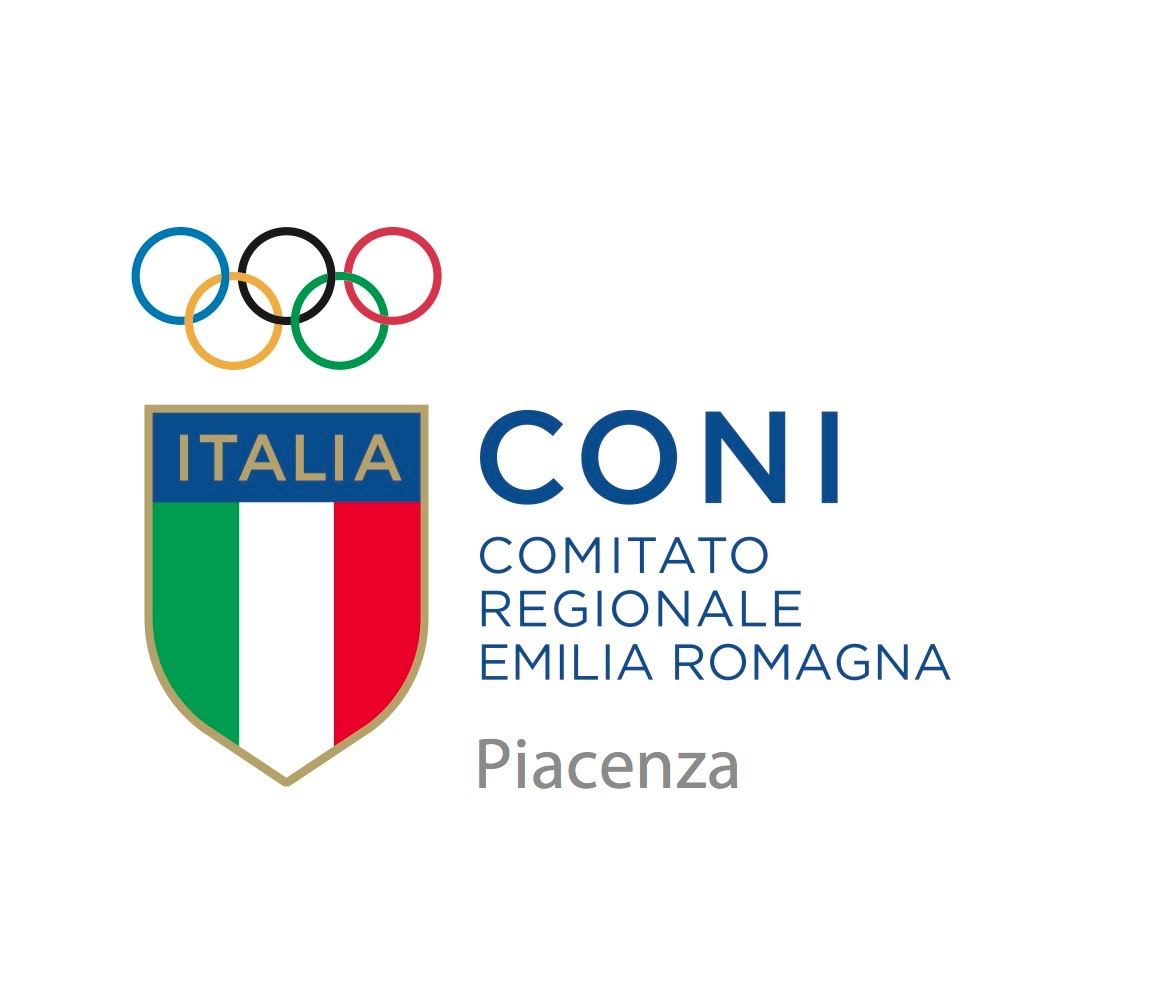 ITALIA
CONI
COMITATO
REGIONALE
EMILIA ROMAGNA
Piacenza